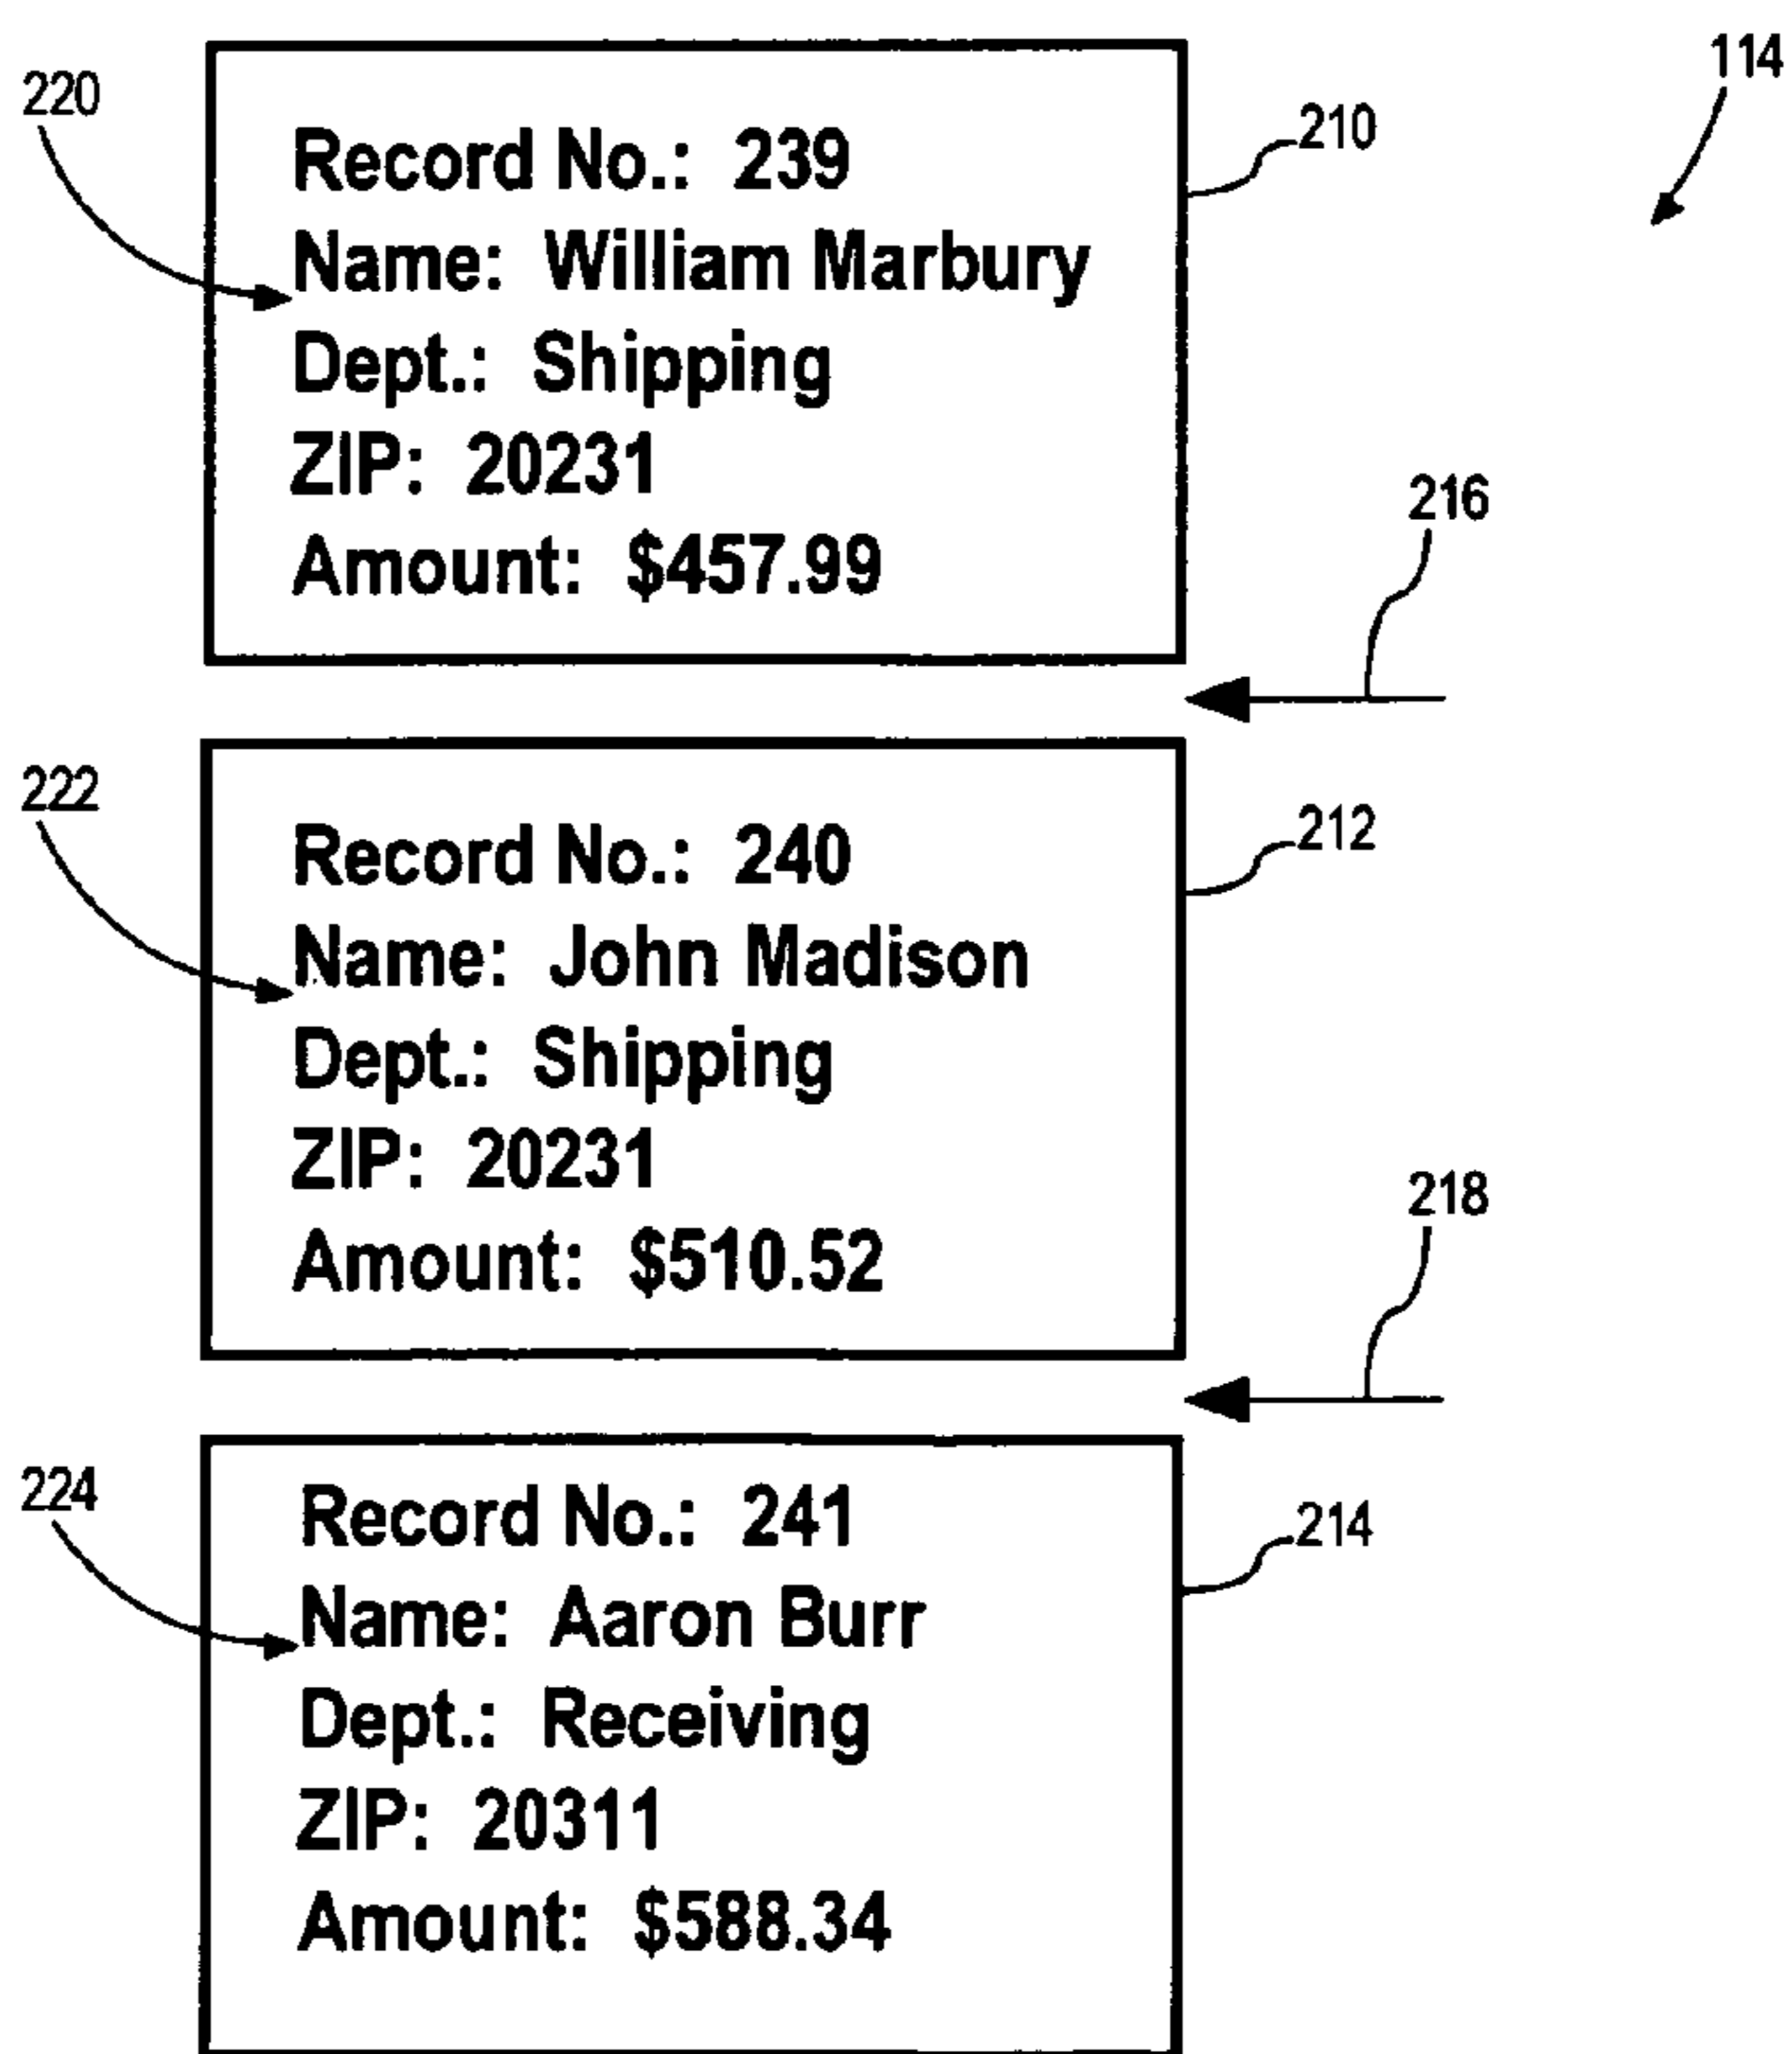 114
220
210
Record No.: 239
Name: William Marbury
Dept.: Shipping
ZIP: 20231
Amount: $457.99
216
222
212
Record No.: 240
Name: John Madison
Dept.: Shipping
ZIP: 20231
Amount: $510.52
218
224
214
Record No.: 241
Name: Aaron Burr
Dept.: Receiving
ZIP: 20311
Amount: $588.34